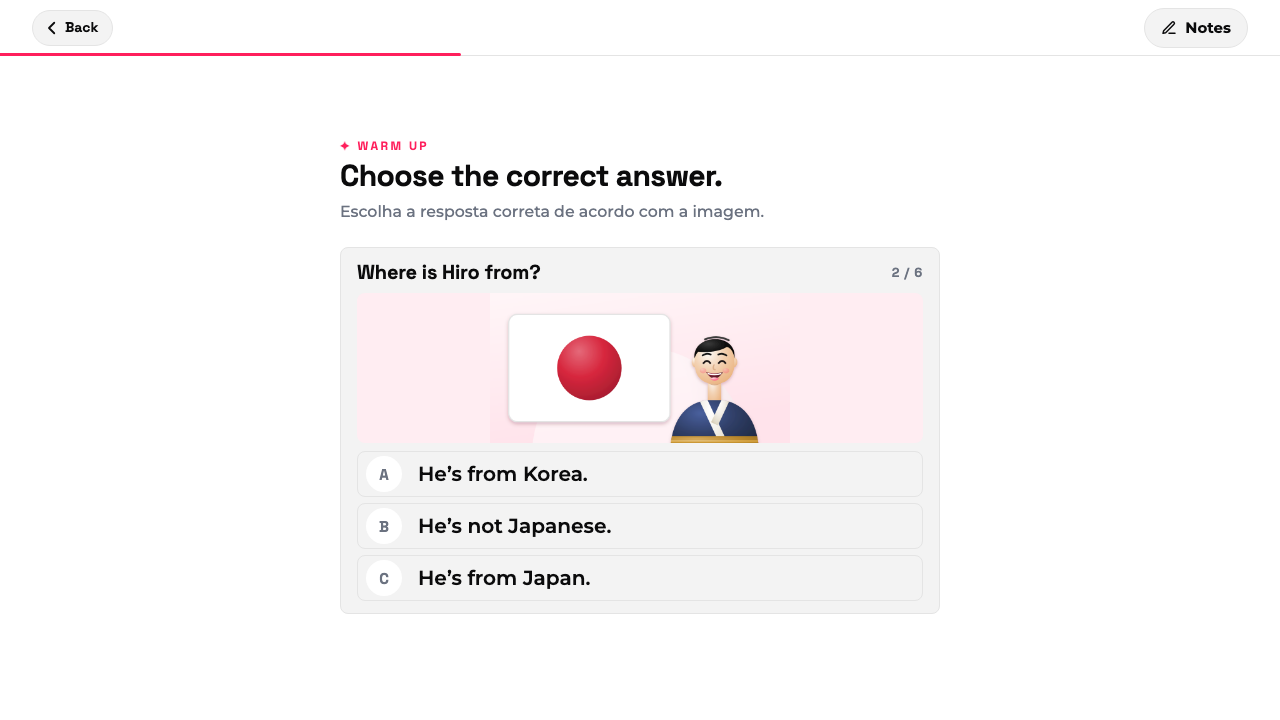 Back
Notes
WARM UP
Choose the correct answer.
Escolha a resposta correta de acordo com a imagem.
Where is Hiro from?
2 / 6
A
He’s from Korea.
B
He’s not Japanese.
C
He’s from Japan.